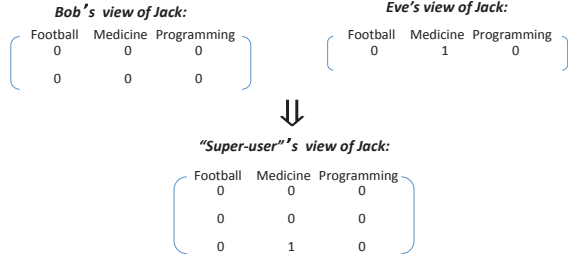 Bob's view of Jack:
Football Medicine Programming
0 0 0
0 0 0
Eve's view of Jack:
Football Medicine Programming
0 1 0
⇓
“Super-user”'s view of Jack:
Football Medicine Programming
0 0 0
0 0 0
0 1 0